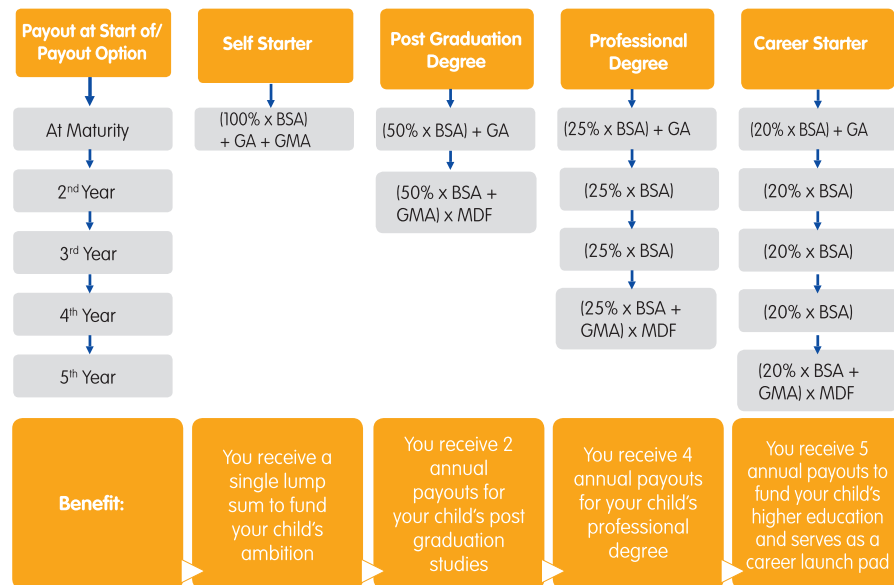 Payout at Start of/
Payout Option
Self Starter
Post Graduation
Degree
Professional
Degree
Career Starter
At Maturity
(100% x BSA)
+ GA + GMA
(50% x BSA) + GA
(25% x BSA) + GA
(20% x BSA) + GA
2nd Year
(50% x BSA +
GMA) x MDF
(25% x BSA)
(20% x BSA)
3rd Year
(25% x BSA)
(20% x BSA)
4th Year
(25% x BSA +
GMA) x MDF
(20% x BSA)
5th Year
(20% x BSA +
GMA) x MDF
Benefit:
You receive a
single lump
sum to fund
your child's
ambition
You receive 2
annual
payouts for
your child's post
graduation
studies
You receive 4
annual payouts
for your child's
professional
degree
You receive 5
annual payouts to
fund your child's
higher education
and serves as a
career launch pad